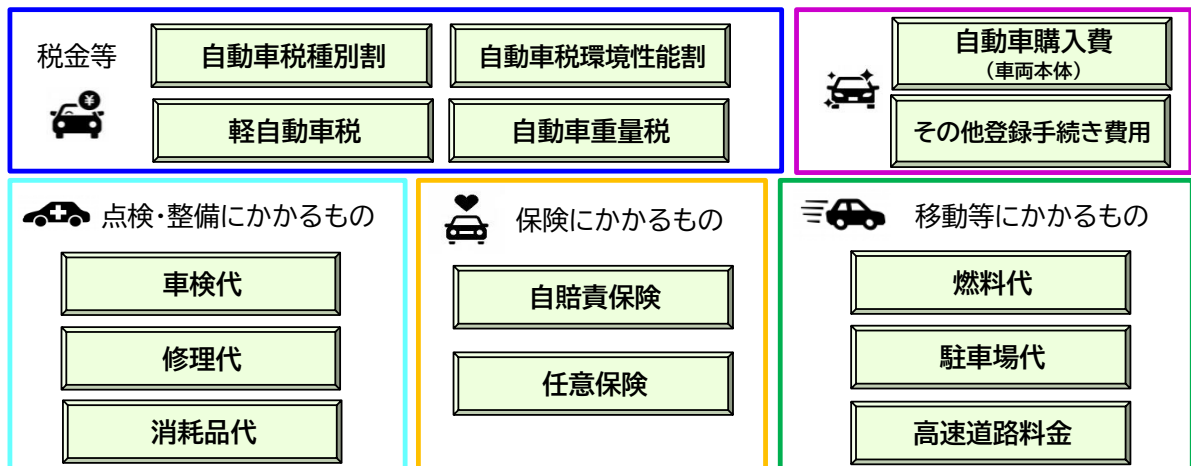 税金等
自動車税種別割
自動車税環境性能割
軽自動車税
自動車重量税
自動車購入費
(車両本体)
その他登録手続き費用
点検・整備にかかるもの
車検代
修理代
消耗品代
保険にかかるもの
自賠責保険
任意保険
移動等にかかるもの
燃料代
駐車場代
高速道路料金